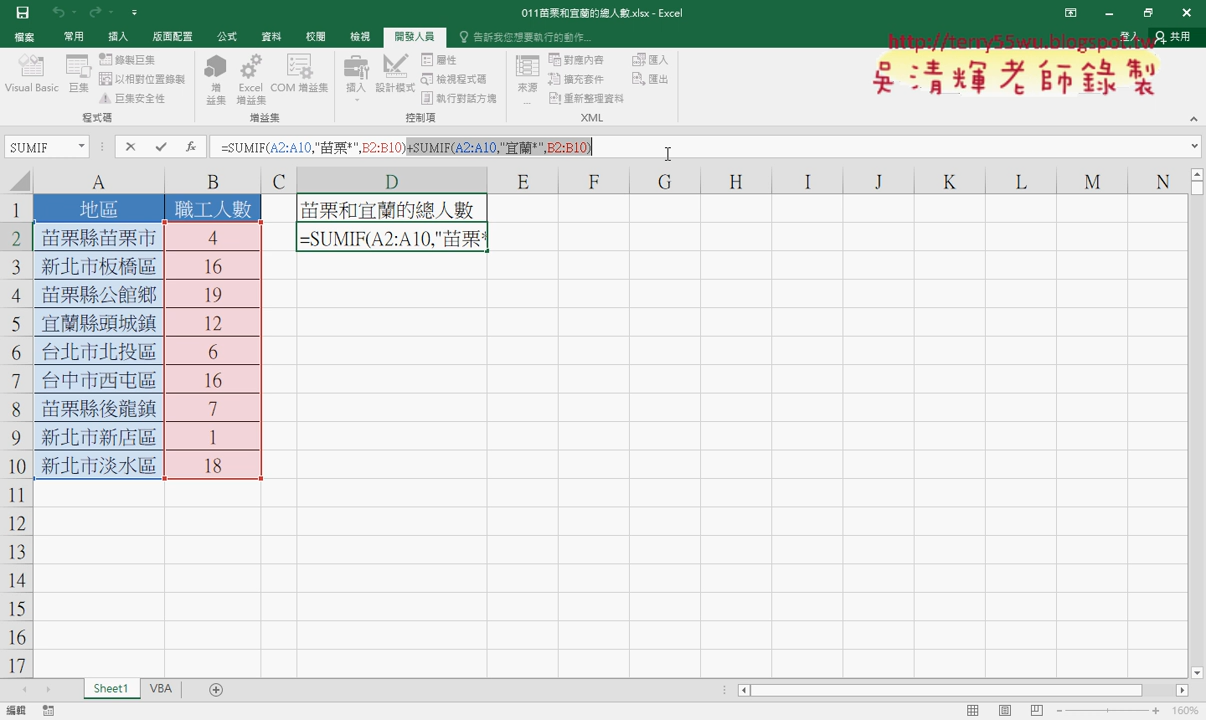 011苗栗和宜蘭的總人數.xlsx - Excel
檔案 常用 插入 版面配置 公式 資料 校閱 檢視 開發人員 告訴我您想要執行的動作... 登入 共用
http://terry55wu.blogspot.tw
吳清輝老師錄製
Visual Basic 巨集 錄製巨集 以相對位置錄製 巨集安全性
增益集 Excel 增益集 COM 增益集
插入 設計模式 屬性 檢視程式碼 執行對話方塊
來源... 對應內容 擴充套件 重新整理資料 匯入 匯出
程式碼 增益集 控制項 XML
SUMIF fx =SUMIF(A2:A10,"苗栗*",B2:B10)+SUMIF(A2:A10,"宜蘭*",B2:B10)
A B C D E F G H I J K L M N
1 地區 職工人數 苗栗和宜蘭的總人數
2 苗栗縣苗栗市 4 =SUMIF(A2:A10,"苗栗*
3 新北市板橋區 16
4 苗栗縣公館鄉 19
5 宜蘭縣頭城鎮 12
6 台北市北投區 6
7 台中市西屯區 16
8 苗栗縣後龍鎮 7
9 新北市新店區 1
10 新北市淡水區 18
11
12
13
14
15
16
17
Sheet1 VBA
編輯 160%